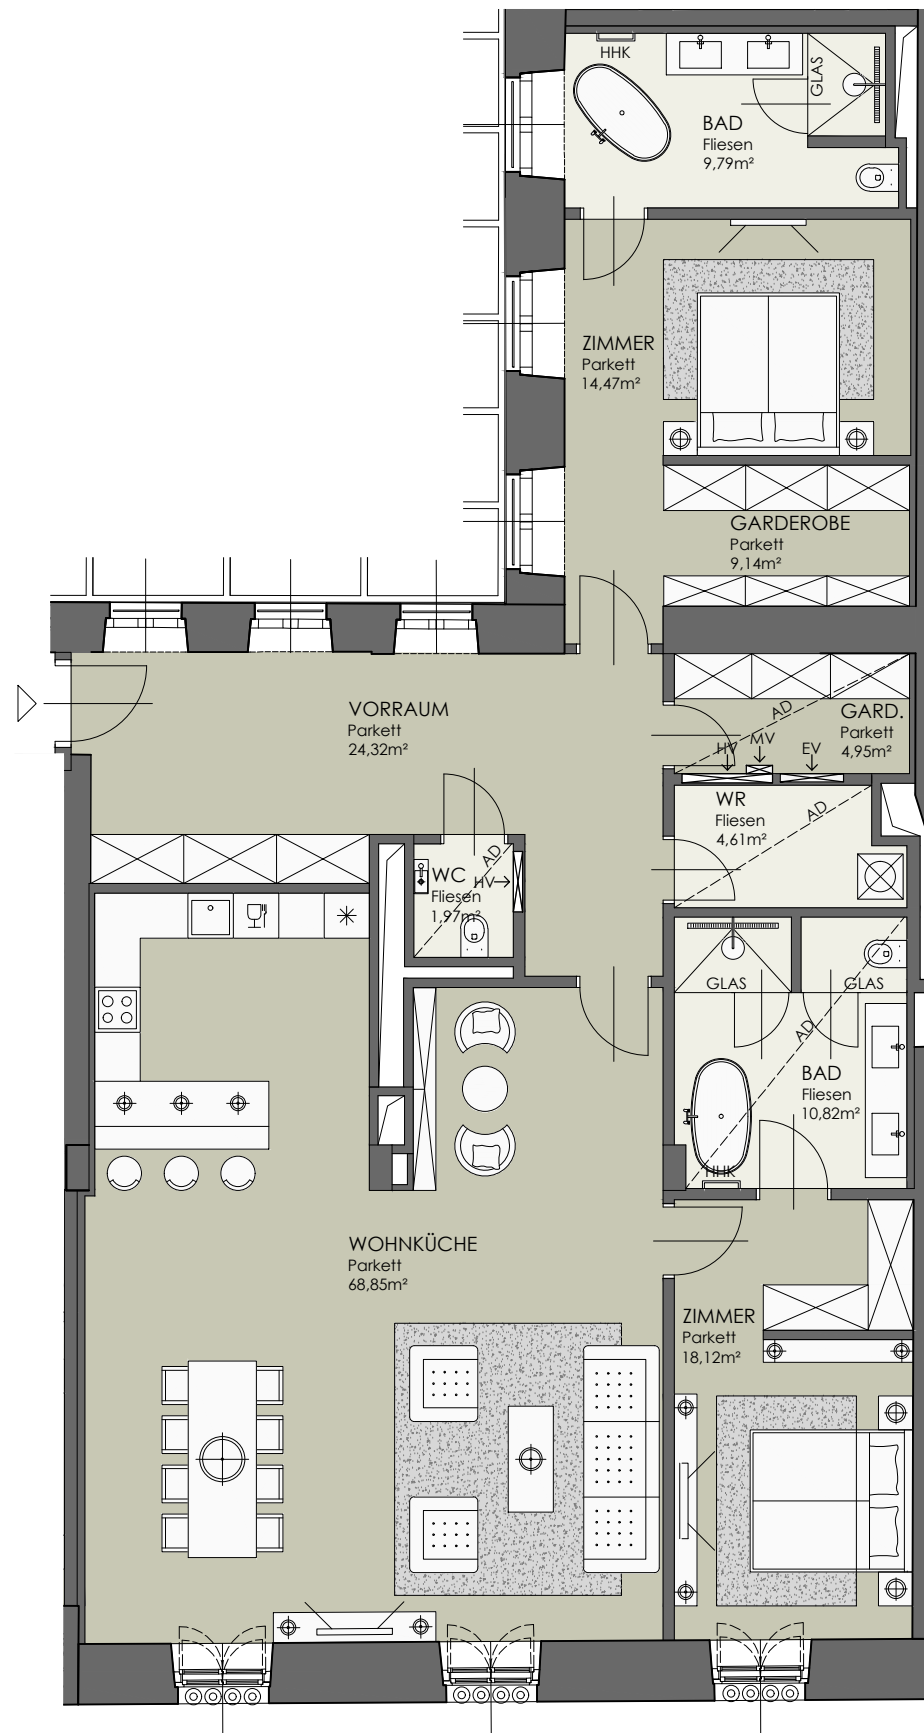 HHK
GLAS
BAD
Fliesen
9,79m²
ZIMMER
Parkett
14,47m²
GARDEROBE
Parkett
9,14m²
VORRAUM
Parkett
24,32m²
AD
GARD.
Parkett
4,95m²
HV
MV
EV
WR
Fliesen
4,61m²
AD
WC
Fliesen
1,97m²
AD
HV
GLAS
GLAS
AD
BAD
Fliesen
10,82m²
HHK
WOHNKÜCHE
Parkett
68,85m²
ZIMMER
Parkett
18,12m²